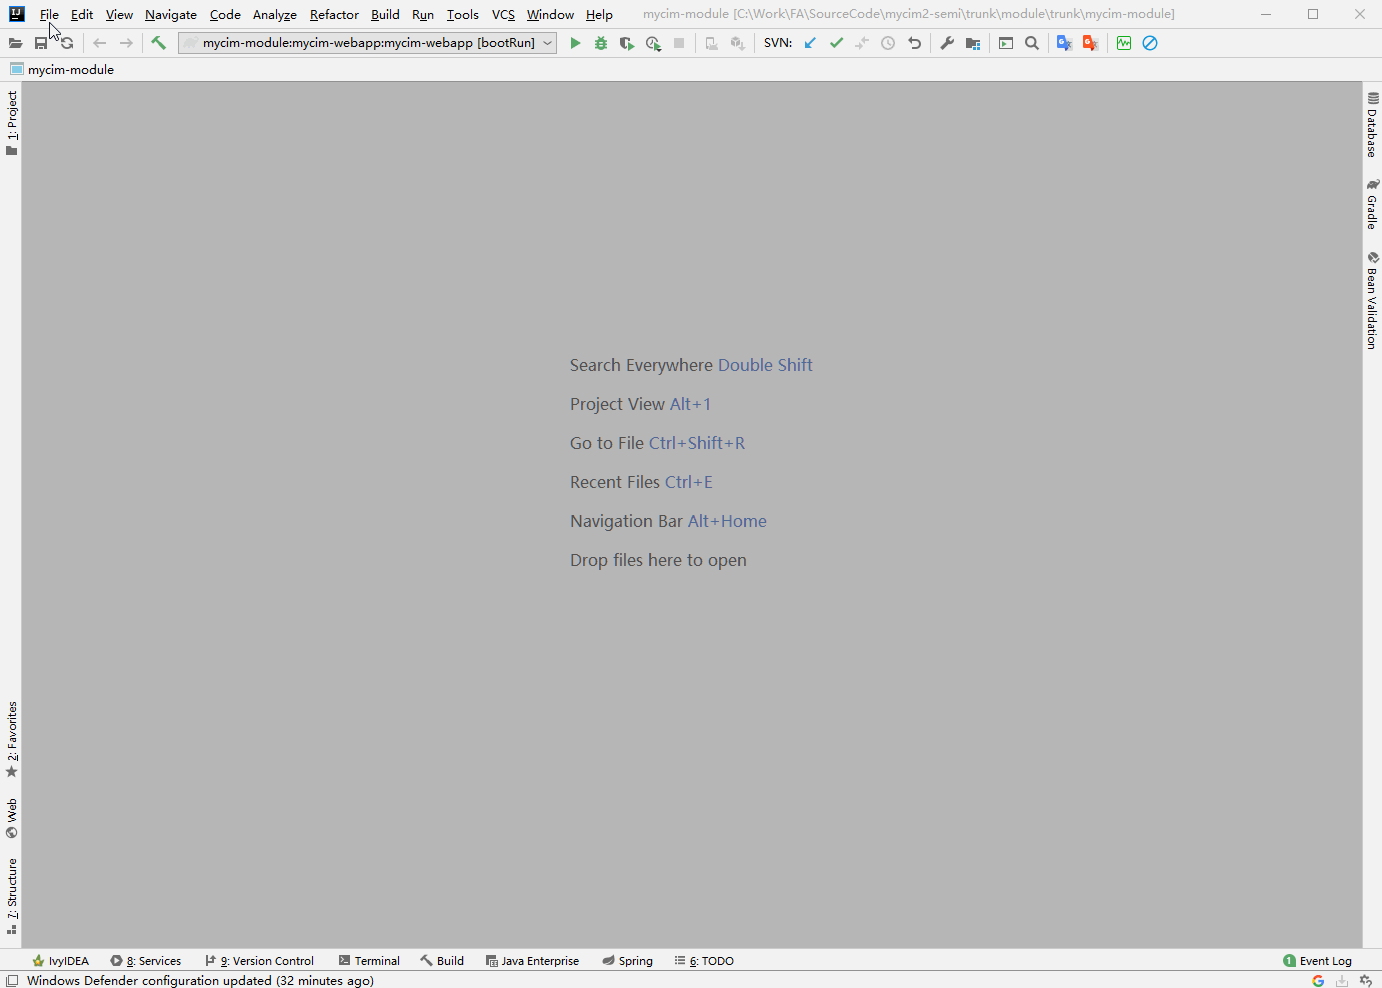 File Edit View Navigate Code Analyze Refactor Build Run Tools VCS Window Help mycim-module [C:\Work\FA\SourceCode\mycim2-semi\trunk\module\trunk\mycim-module]
mycim-module:mycim-webapp:mycim-webapp [bootRun] SVN:
mycim-module
1: Project
2: Favorites
Web
7: Structure
Search Everywhere Double Shift
Project View Alt+1
Go to File Ctrl+Shift+R
Recent Files Ctrl+E
Navigation Bar Alt+Home
Drop files here to open
Database
Gradle
Bean Validation
IvyIDEA 8: Services 9: Version Control Terminal Build Java Enterprise Spring 6: TODO 1 Event Log
Windows Defender configuration updated (32 minutes ago)